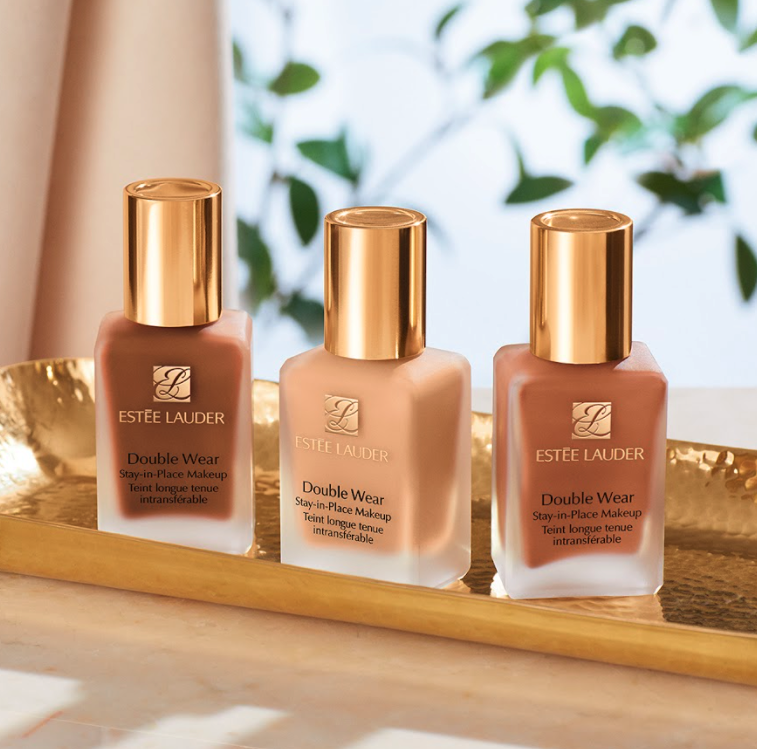 ESTĒE LAUDER
Double Wear
Stay-in-Place Makeup
Teint longue tenue
intransférable
ESTĒE LAUDER
Double Wear
Stay-in-Place Makeup
Teint longue tenue
intransférable
ESTĒE LAUDER
Double Wear
Stay-in-Place Makeup
Teint longue tenue
intransférable